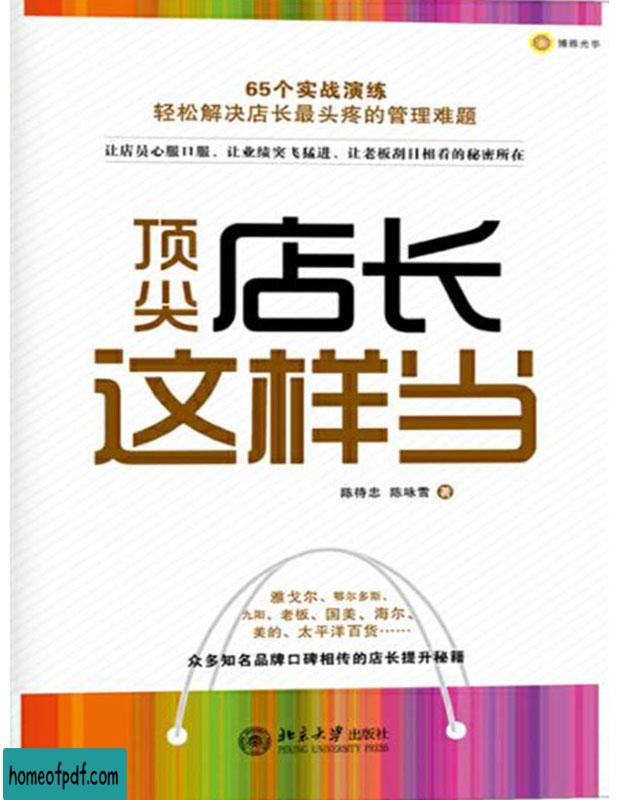 博雅光华
65个实战演练
轻松解决店长最头疼的管理难题
让店员心服口服、让业绩突飞猛进、让老板刮目相看的秘密所在
顶尖店长
这样当
陈待忠 陈咏雪 著
雅戈尔、鄂尔多斯、
九阳、老板、国美、海尔、
美的、太平洋百货……
众多知名品牌口碑相传的店长提升秘籍
北京大学出版社
PEKING UNIVERSITY PRESS
homeofpdf.com